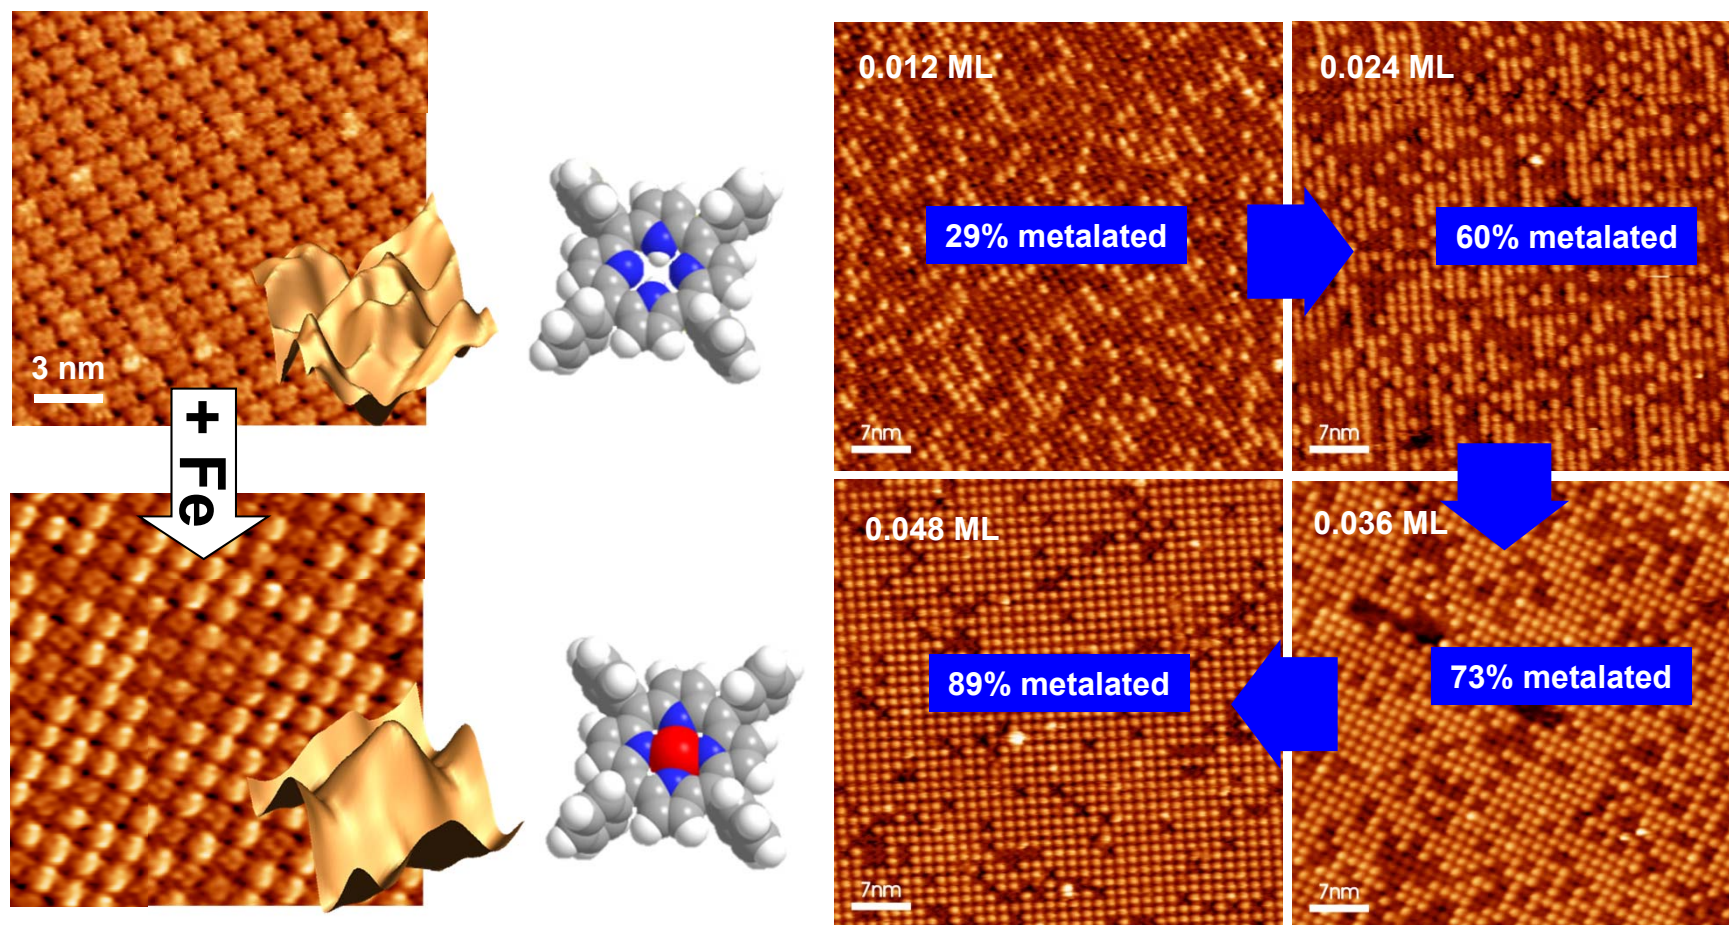 3 nm
+ Fe
0.012 ML
29% metalated
7nm
0.024 ML
60% metalated
7nm
0.036 ML
73% metalated
7nm
0.048 ML
89% metalated
7nm